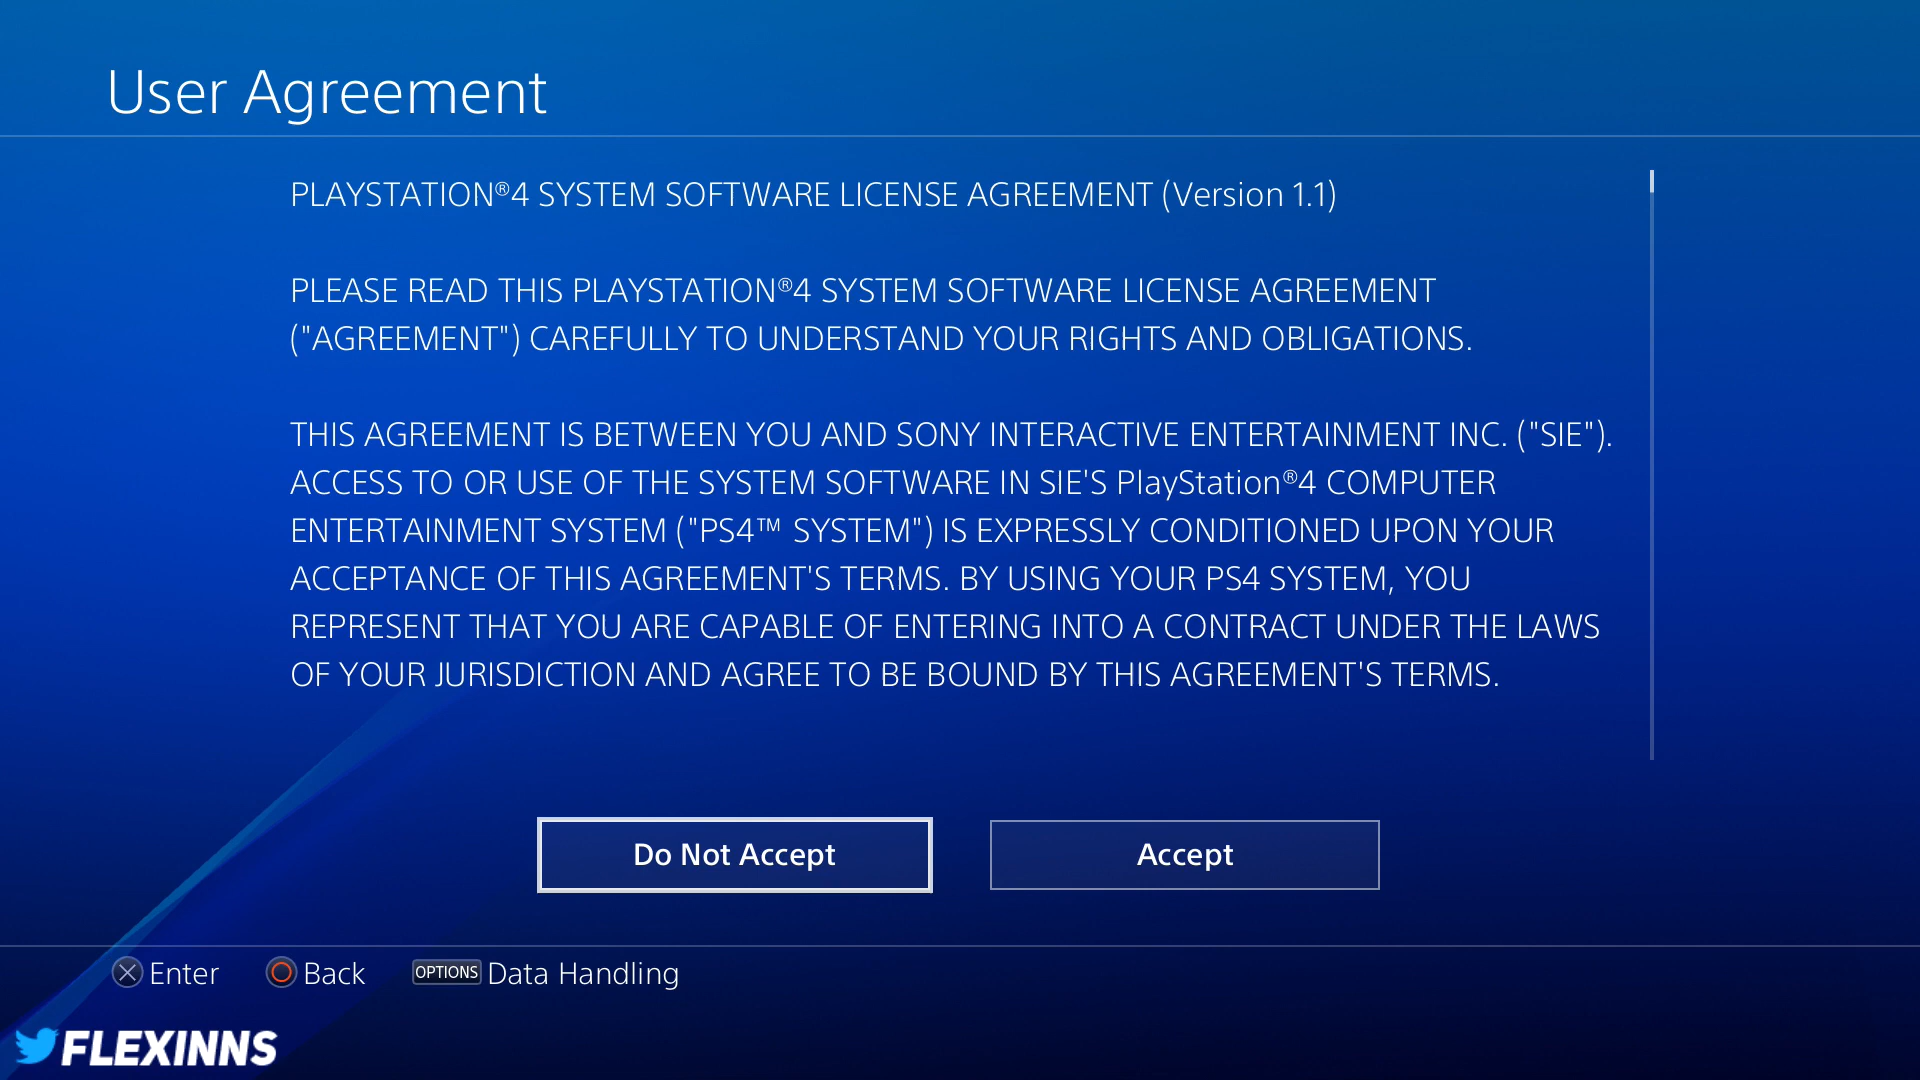 User Agreement
PLAYSTATION®4 SYSTEM SOFTWARE LICENSE AGREEMENT (Version 1.1)
PLEASE READ THIS PLAYSTATION®4 SYSTEM SOFTWARE LICENSE AGREEMENT
("AGREEMENT") CAREFULLY TO UNDERSTAND YOUR RIGHTS AND OBLIGATIONS.
THIS AGREEMENT IS BETWEEN YOU AND SONY INTERACTIVE ENTERTAINMENT INC. ("SIE").
ACCESS TO OR USE OF THE SYSTEM SOFTWARE IN SIE'S PlayStation®4 COMPUTER
ENTERTAINMENT SYSTEM ("PS4™ SYSTEM") IS EXPRESSLY CONDITIONED UPON YOUR
ACCEPTANCE OF THIS AGREEMENT'S TERMS. BY USING YOUR PS4 SYSTEM, YOU
REPRESENT THAT YOU ARE CAPABLE OF ENTERING INTO A CONTRACT UNDER THE LAWS
OF YOUR JURISDICTION AND AGREE TO BE BOUND BY THIS AGREEMENT'S TERMS.
Do Not Accept
Accept
Enter
Back
OPTIONS Data Handling
FLEXINNS